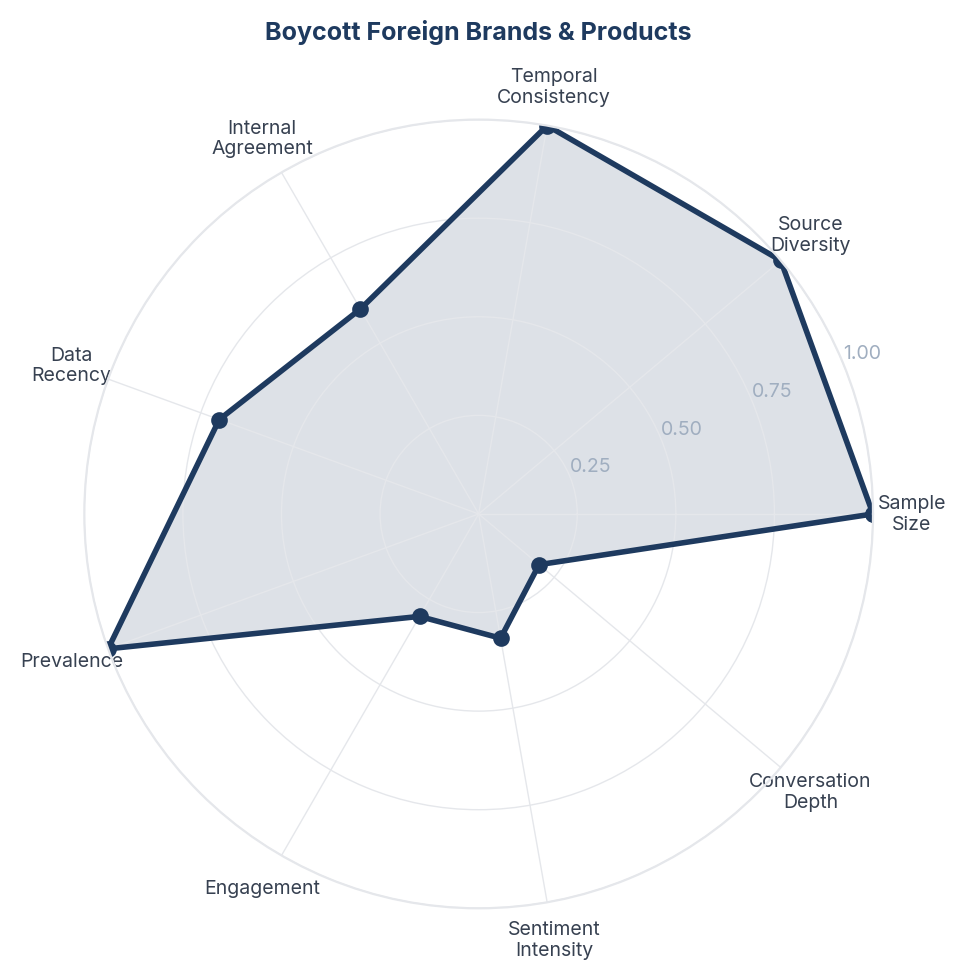 Boycott Foreign Brands & Products
Temporal
Consistency
Internal
Agreement
Source
Diversity
Data
Recency
1.00
0.75
0.50
0.25
Sample
Size
Prevalence
Conversation
Depth
Engagement
Sentiment
Intensity